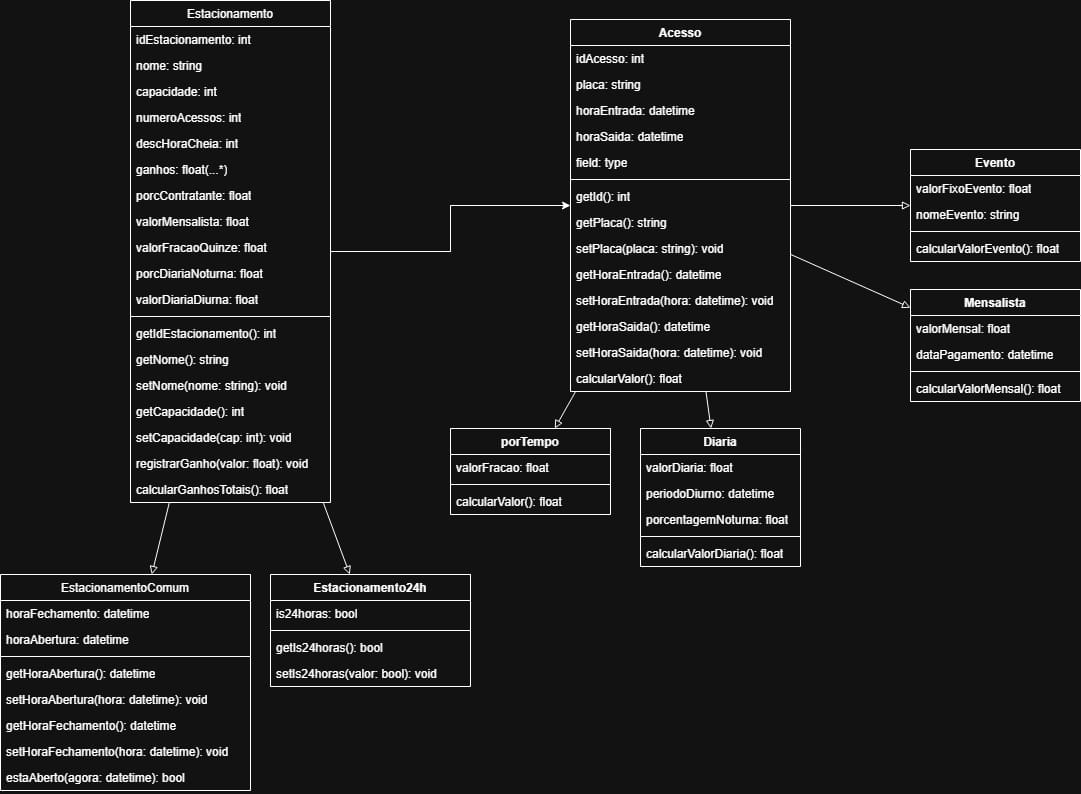 Estacionamento
idEstacionamento: int
nome: string
capacidade: int
numeroAcessos: int
descHoraCheia: int
ganhos: float(...*)
porcContratante: float
valorMensalista: float
valorFracaoQuinze: float
porcDiariaNoturna: float
valorDiariaDiurna: float
getIdEstacionamento(): int
getNome(): string
setNome(nome: string): void
getCapacidade(): int
setCapacidade(cap: int): void
registrarGanho(valor: float): void
calcularGanhosTotais(): float
Acesso
idAcesso: int
placa: string
horaEntrada: datetime
horaSaida: datetime
field: type
getId(): int
getPlaca(): string
setPlaca(placa: string): void
getHoraEntrada(): datetime
setHoraEntrada(hora: datetime): void
getHoraSaida(): datetime
setHoraSaida(hora: datetime): void
calcularValor(): float
Evento
valorFixoEvento: float
nomeEvento: string
calcularValorEvento(): float
Mensalista
valorMensal: float
dataPagamento: datetime
calcularValorMensal(): float
porTempo
valorFracao: float
calcularValor(): float
Diaria
valorDiaria: float
periodoDiurno: datetime
porcentagemNoturna: float
calcularValorDiaria(): float
EstacionamentoComum
horaFechamento: datetime
horaAbertura: datetime
getHoraAbertura(): datetime
setHoraAbertura(hora: datetime): void
getHoraFechamento(): datetime
setHoraFechamento(hora: datetime): void
estaAberto(agora: datetime): bool
Estacionamento24h
is24horas: bool
getIs24horas(): bool
setIs24horas(valor: bool): void